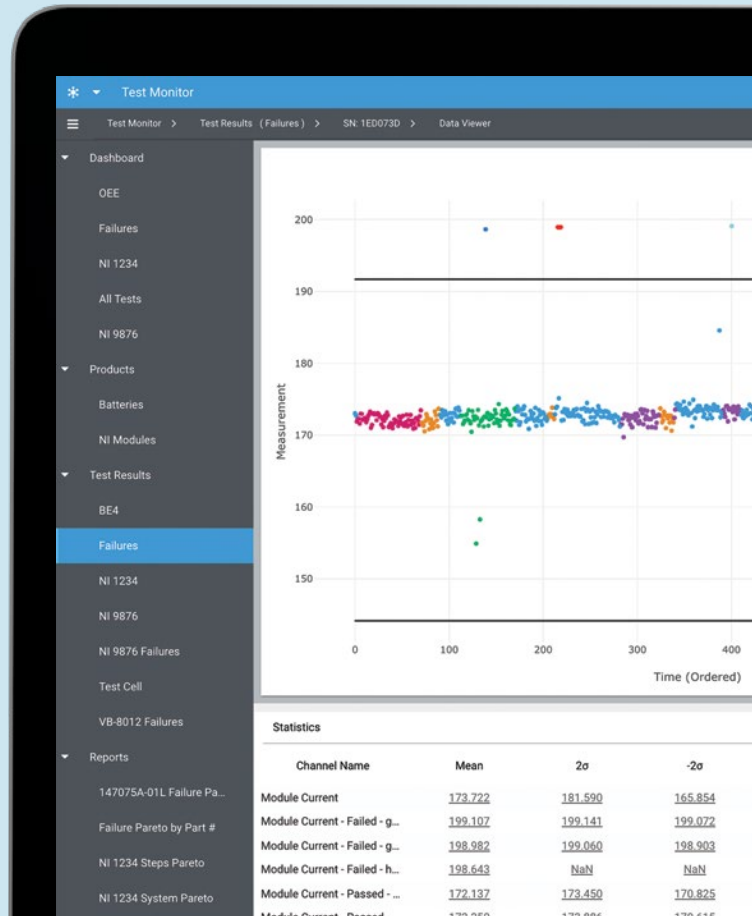 Test Monitor
Test Monitor > Test Results ( Failures ) > SN: 1ED073D > Data Viewer
Dashboard
OEE
Failures
NI 1234
All Tests
NI 9876
Products
Batteries
NI Modules
Test Results
BE4
Failures
NI 1234
NI 9876
NI 9876 Failures
Test Cell
VB-8012 Failures
Reports
147075A-01L Failure Pa...
Failure Pareto by Part #
NI 1234 Steps Pareto
NI 1234 System Pareto
200
190
180
170
160
150
Measurement
0 100 200 300 400
Time (Ordered)
Statistics
Channel Name Mean 2σ -2σ
Module Current 173.722 181.590 165.854
Module Current - Failed - g... 199.107 199.141 199.072
Module Current - Failed - g... 198.982 199.060 198.903
Module Current - Failed - h... 198.643 NaN NaN
Module Current - Passed - ... 172.137 173.450 170.825